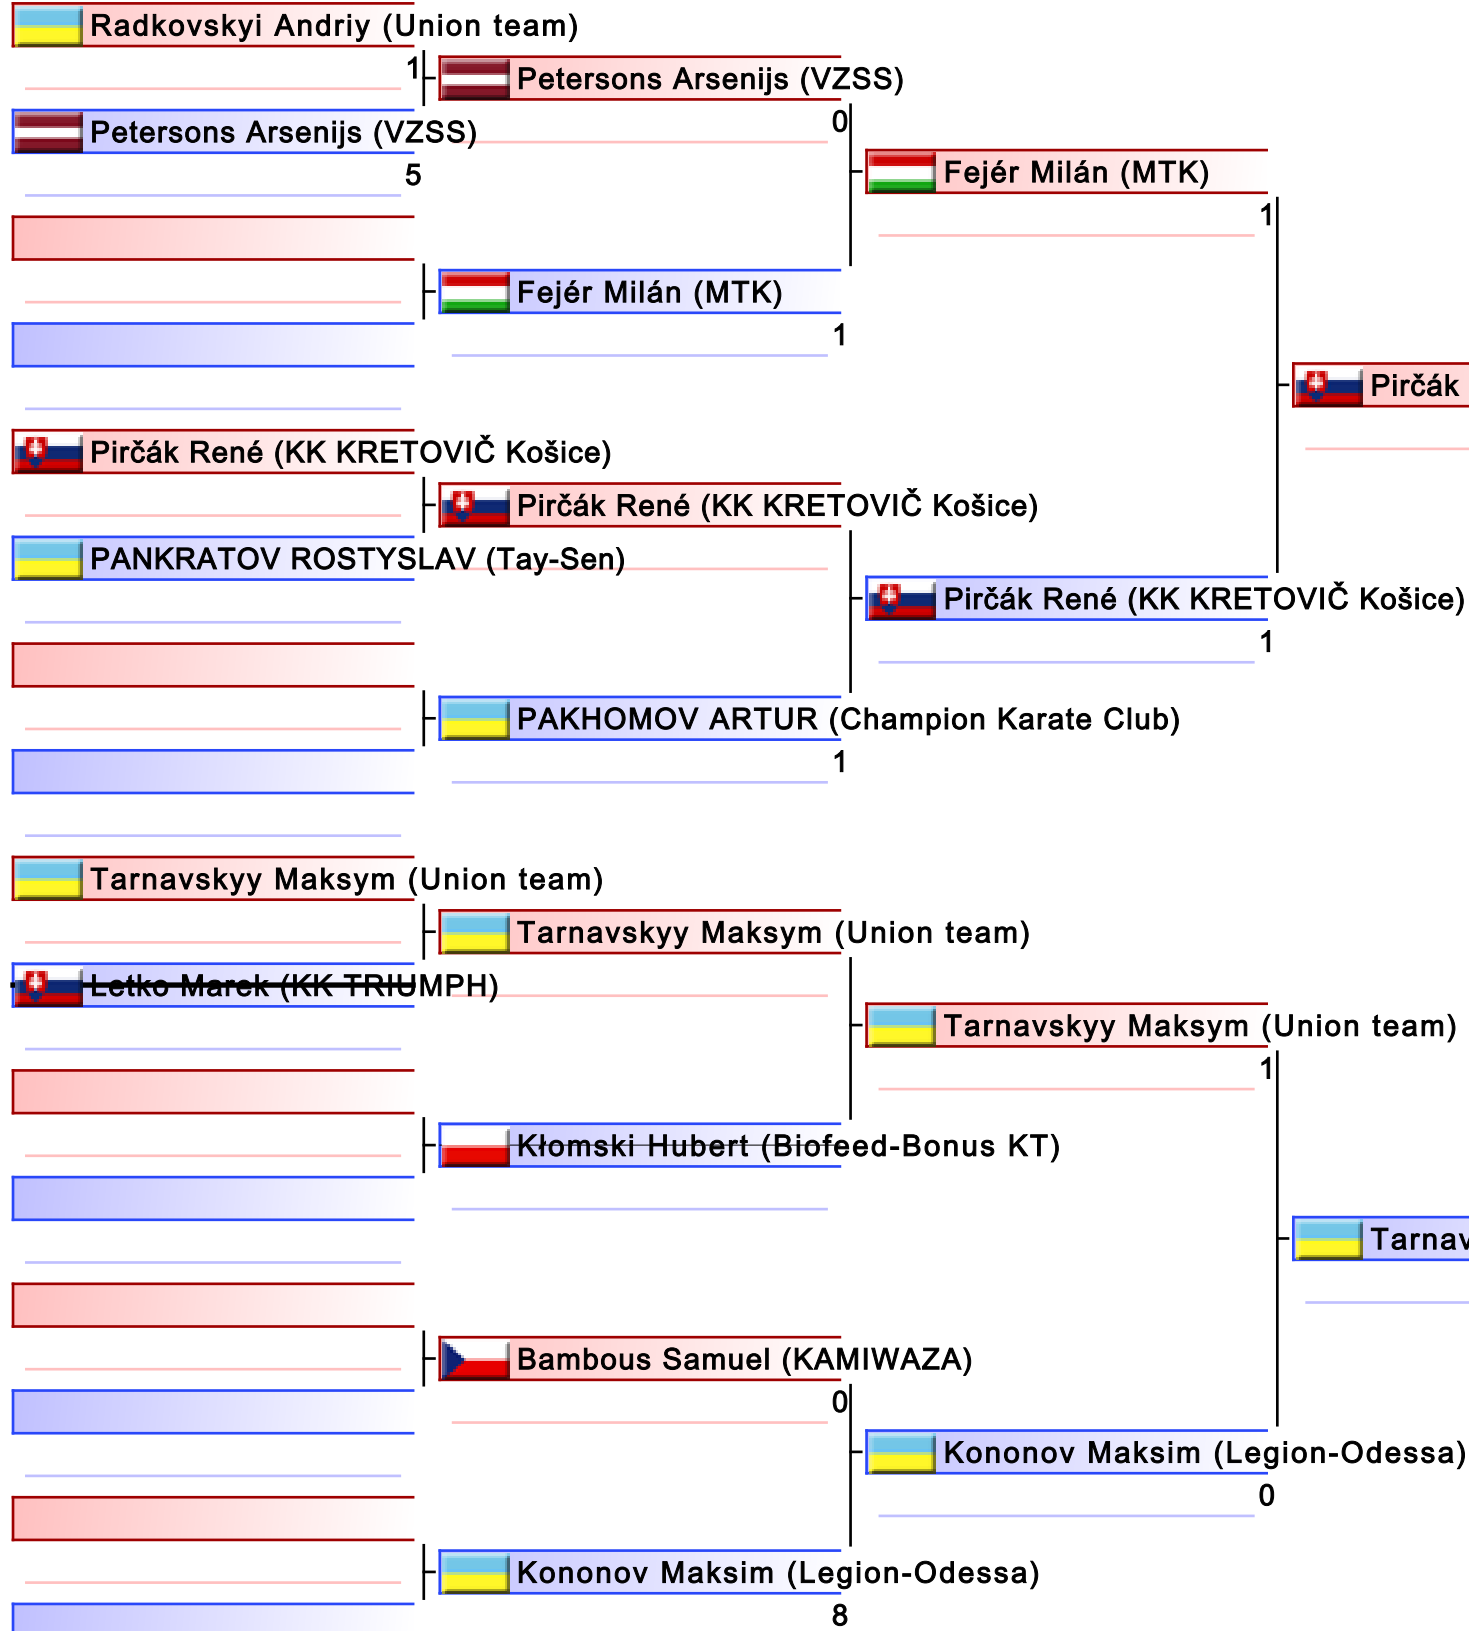 Radkovskyi Andriy (Union team)
1
Petersons Arsenijs (VZSS)
0
Petersons Arsenijs (VZSS)
5
Fejér Milán (MTK)
1
Fejér Milán (MTK)
1
Pirčák
Pirčák René (KK KRETOVIČ Košice)
Pirčák René (KK KRETOVIČ Košice)
PANKRATOV ROSTYSLAV (Tay-Sen)
Pirčák René (KK KRETOVIČ Košice)
1
PAKHOMOV ARTUR (Champion Karate Club)
1
Tarnavskyy Maksym (Union team)
Tarnavskyy Maksym (Union team)
Letko Marek (KK TRIUMPH)
Tarnavskyy Maksym (Union team)
1
Kłomski Hubert (Biofeed-Bonus KT)
Tarnav
Bambous Samuel (KAMIWAZA)
0
Kononov Maksim (Legion-Odessa)
0
Kononov Maksim (Legion-Odessa)
8